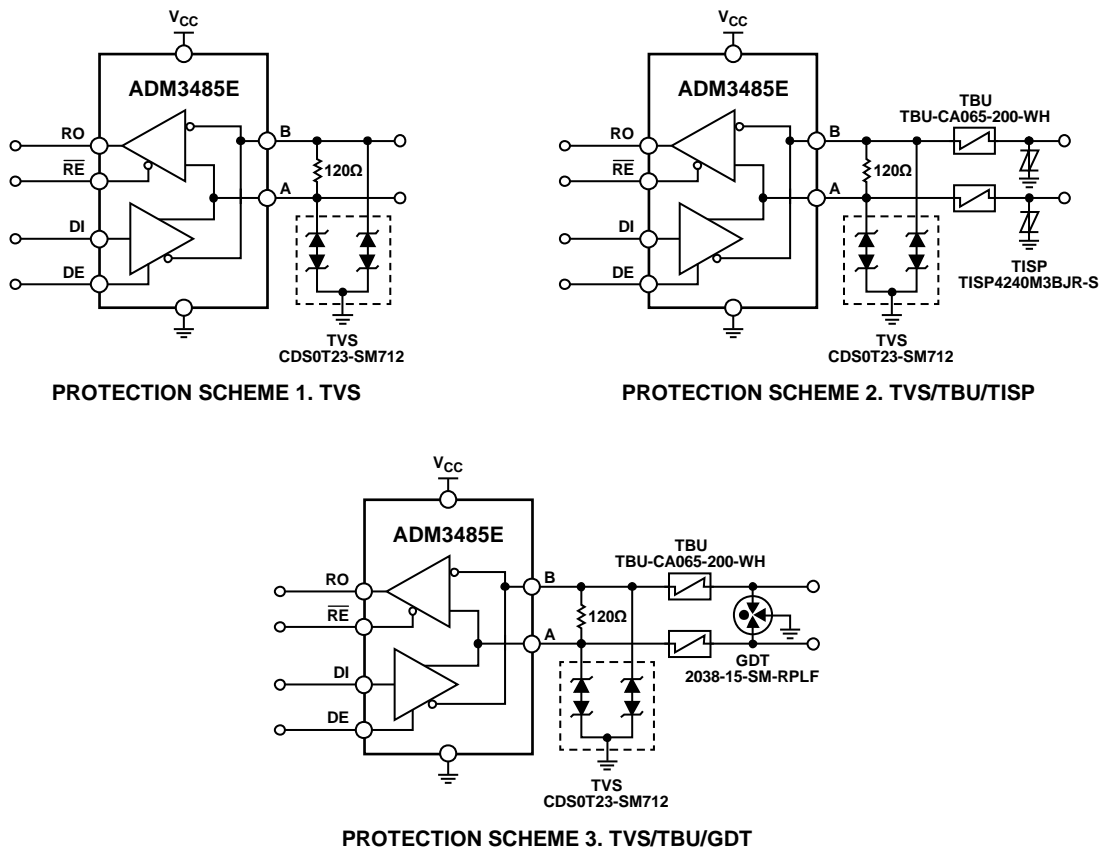 VCC
ADM3485E
RO
RE
DI
DE
B
A
120Ω
TVS
CDS0T23-SM712
PROTECTION SCHEME 1. TVS
VCC
ADM3485E
RO
RE
DI
DE
B
A
120Ω
TBU
TBU-CA065-200-WH
TISP
TISP4240M3BJR-S
TVS
CDS0T23-SM712
PROTECTION SCHEME 2. TVS/TBU/TISP
VCC
ADM3485E
RO
RE
DI
DE
B
A
120Ω
TBU
TBU-CA065-200-WH
GDT
2038-15-SM-RPLF
TVS
CDS0T23-SM712
PROTECTION SCHEME 3. TVS/TBU/GDT